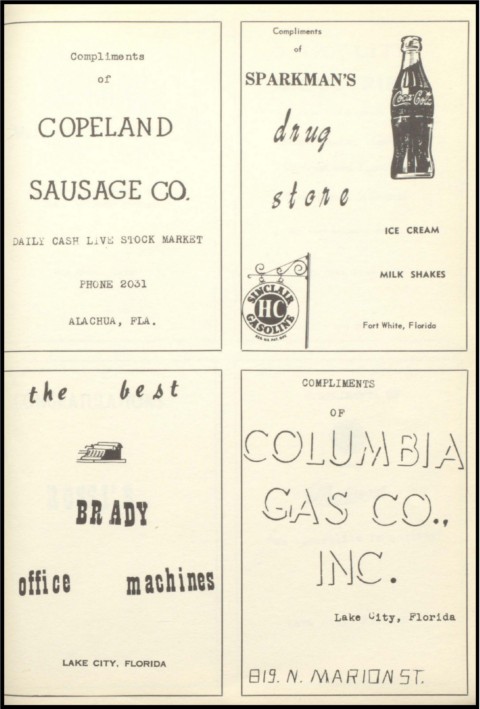 Compliments
of
COPELAND
SAUSAGE CO.
DAILY CASH LIVE STOCK MARKET
PHONE 2031
ALACHUA, FLA.
Compliments
of
SPARKMAN'S
drug
store
Coca-Cola
ICE CREAM
MILK SHAKES
SINCLAIR
HC
GASOLINE
Fort White, Florida
the best
BRADY
office machines
LAKE CITY, FLORIDA
COMPLIMENTS
OF
COLUMBIA
GAS CO.,
INC.
Lake City, Florida
819. N. MARION ST.